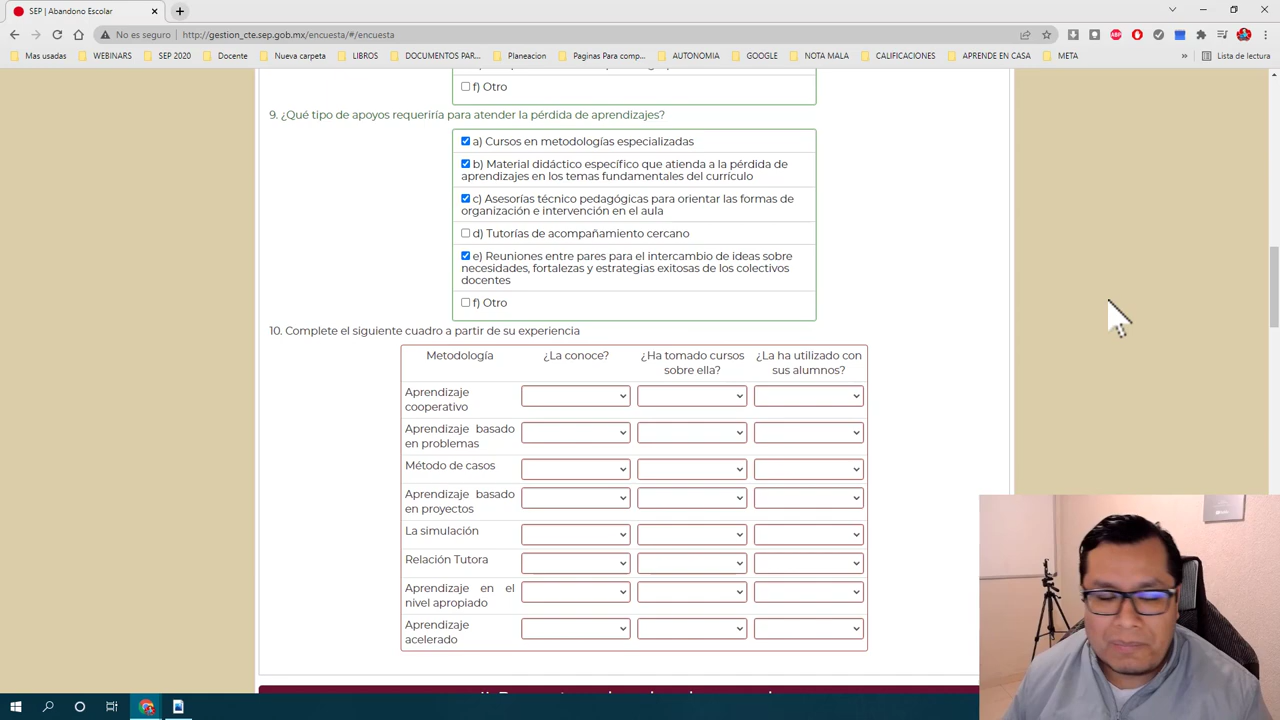 SEP | Abandono Escolar
No es seguro | http://gestion_cte.sep.gob.mx/encuesta/#/encuesta
Mas usadas WEBINARS SEP 2020 Docente Nueva carpeta LIBROS DOCUMENTOS PAR... Planeacion Paginas Para comp... AUTONOMIA GOOGLE NOTA MALA CALIFICACIONES APRENDE EN CASA META » Lista de lectura
f) Otro
9. ¿Qué tipo de apoyos requeriría para atender la pérdida de aprendizajes?
a) Cursos en metodologías especializadas
b) Material didáctico específico que atienda a la pérdida de
aprendizajes en los temas fundamentales del currículo
c) Asesorías técnico pedagógicas para orientar las formas de
organización e intervención en el aula
d) Tutorías de acompañamiento cercano
e) Reuniones entre pares para el intercambio de ideas sobre
necesidades, fortalezas y estrategias exitosas de los colectivos
docentes
f) Otro
10. Complete el siguiente cuadro a partir de su experiencia
Metodología ¿La conoce? ¿Ha tomado cursos ¿La ha utilizado con
sobre ella? sus alumnos?
Aprendizaje
cooperativo
Aprendizaje basado
en problemas
Método de casos
Aprendizaje basado
en proyectos
La simulación
Relación Tutora
Aprendizaje en el
nivel apropiado
Aprendizaje
acelerado